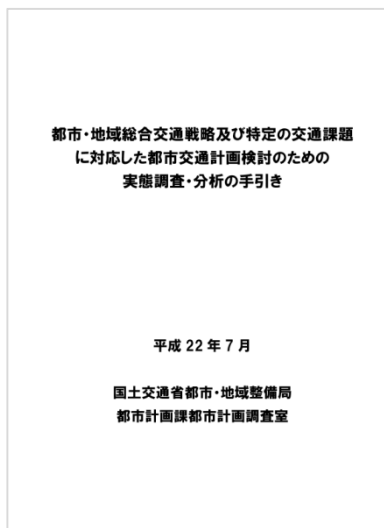 都市・地域総合交通戦略及び特定の交通課題
に対応した都市交通計画検討のための
実態調査・分析の手引き
平成 22 年 7 月
国土交通省都市・地域整備局
都市計画課都市計画調査室